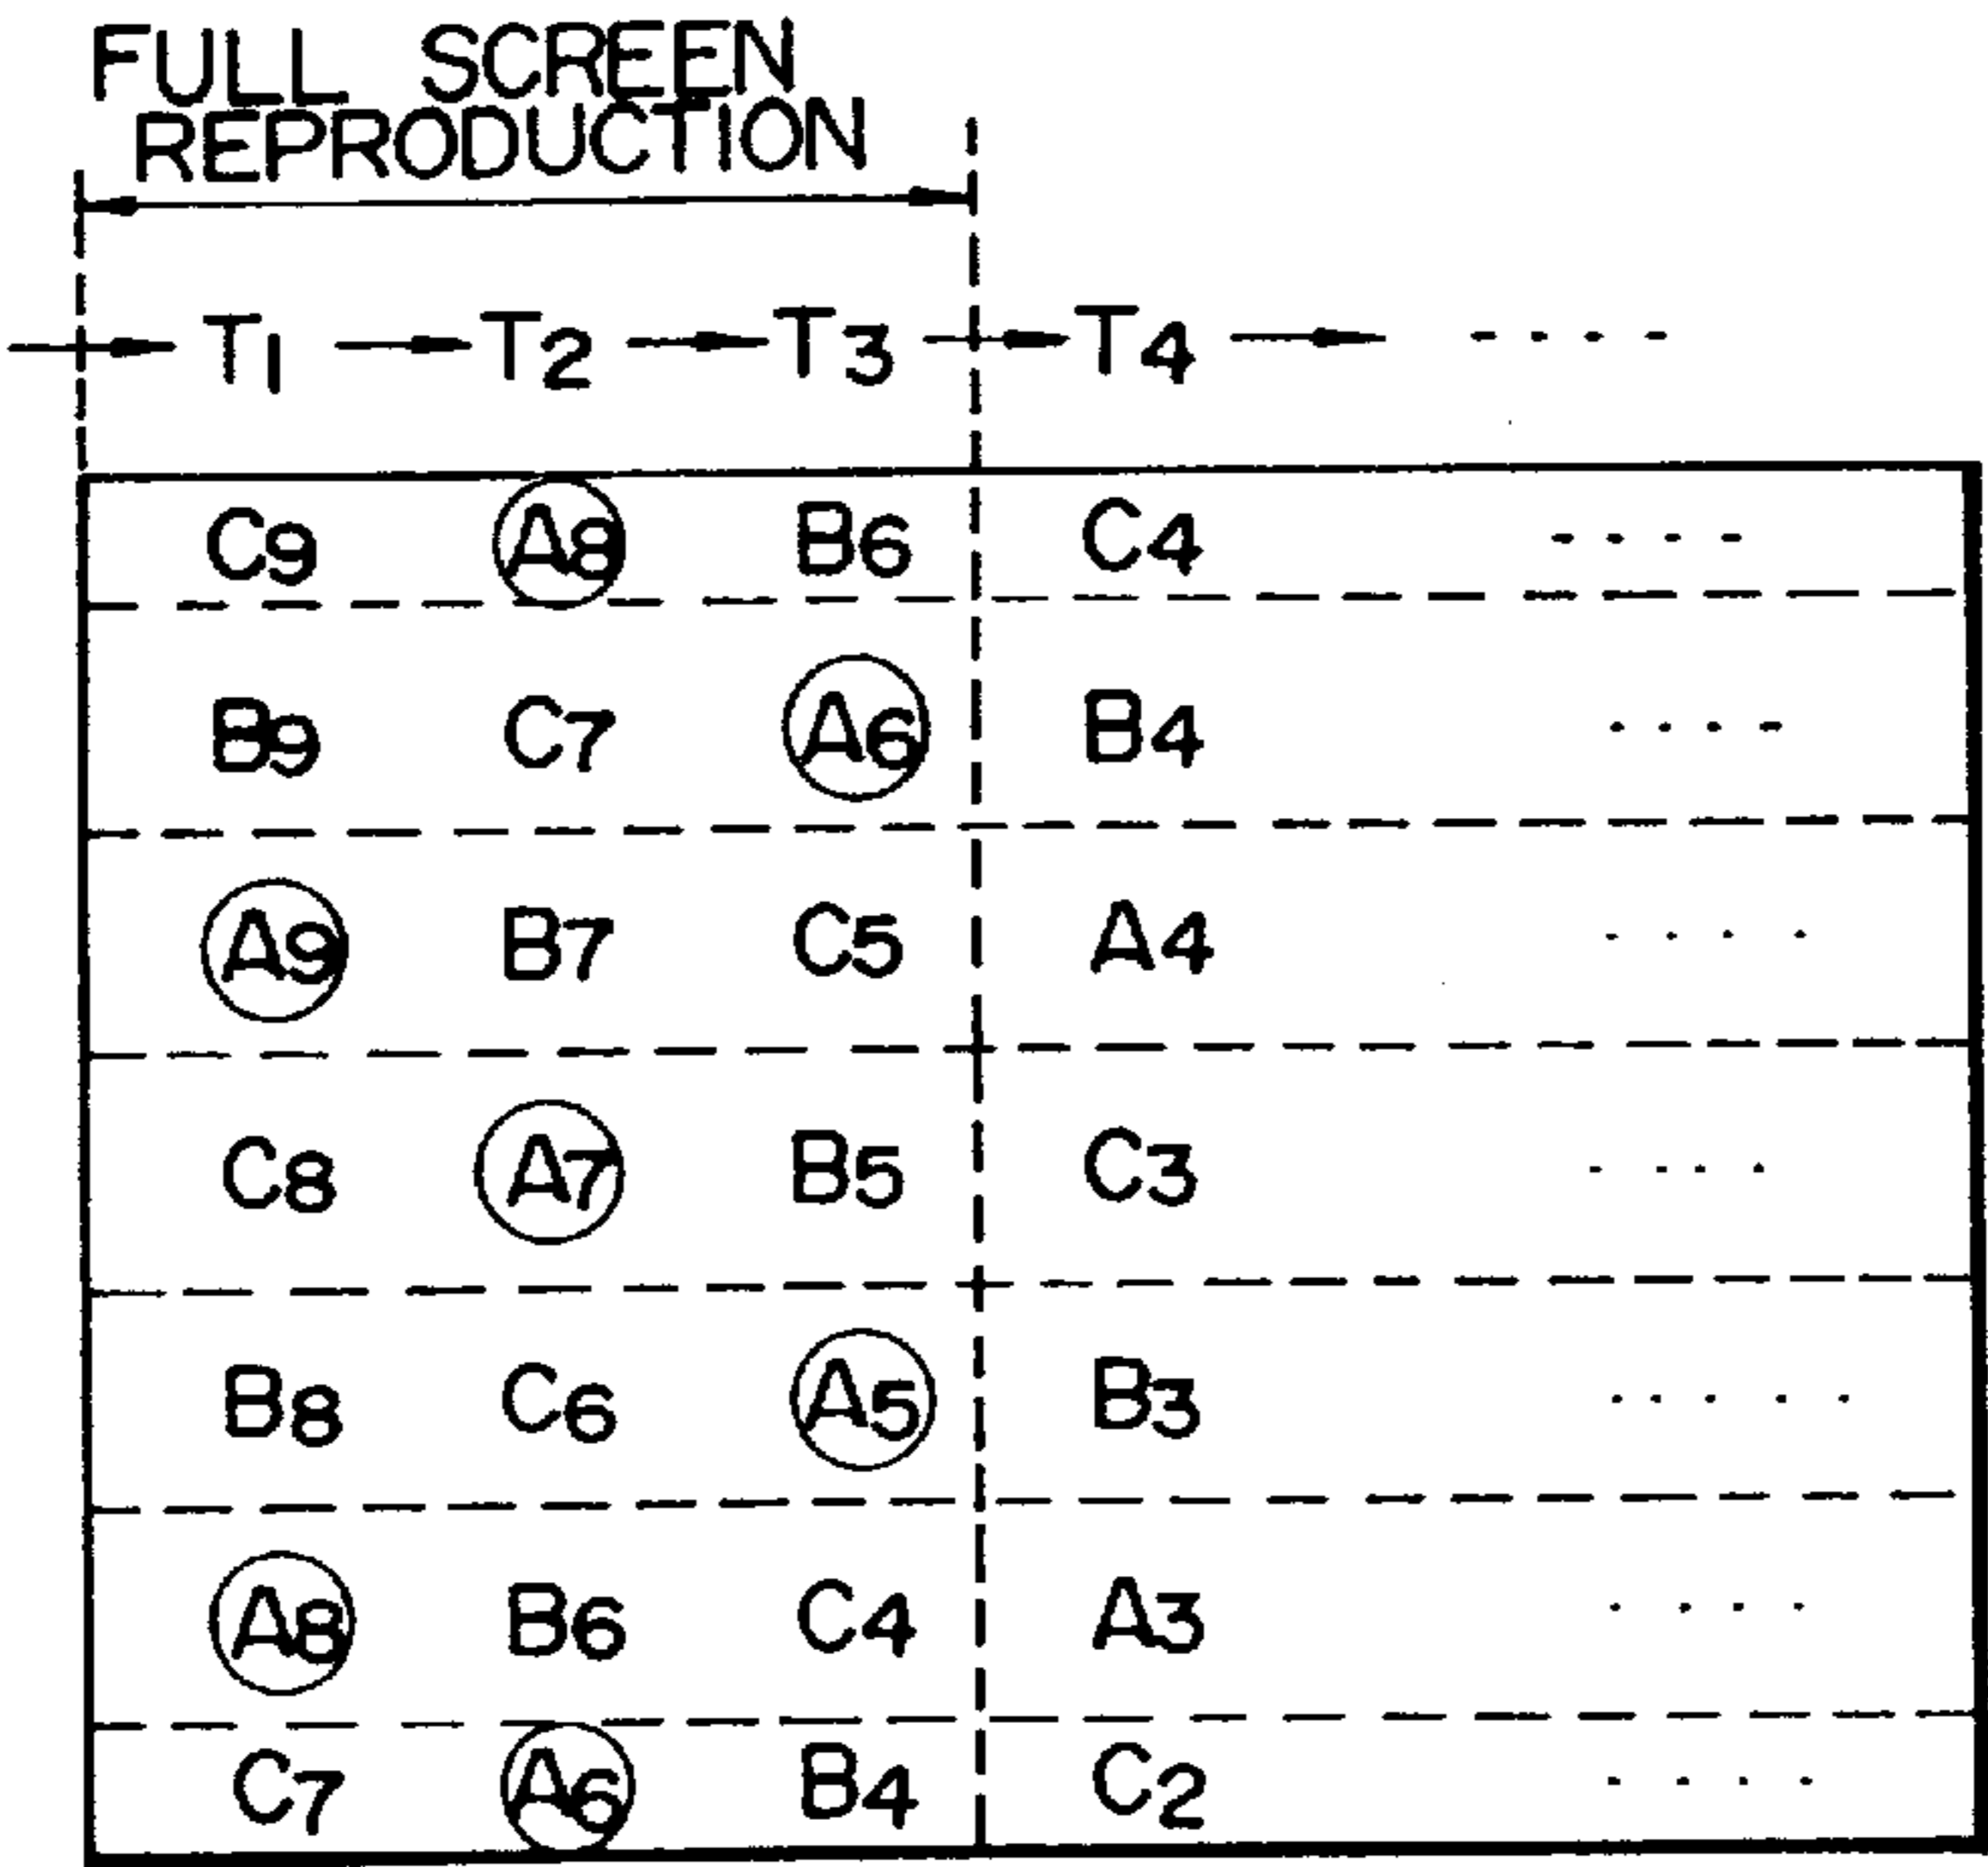 FULL SCREEN
REPRODUCTION
T1 T2 T3 T4 ....
C9 A8 B6 C4 ....
B9 C7 A6 B4 ....
A9 B7 C5 A4 ....
C8 A7 B5 C3 ....
B8 C6 A5 B3 .....
A8 B6 C4 A3 ....
C7 A6 B4 C2 ....